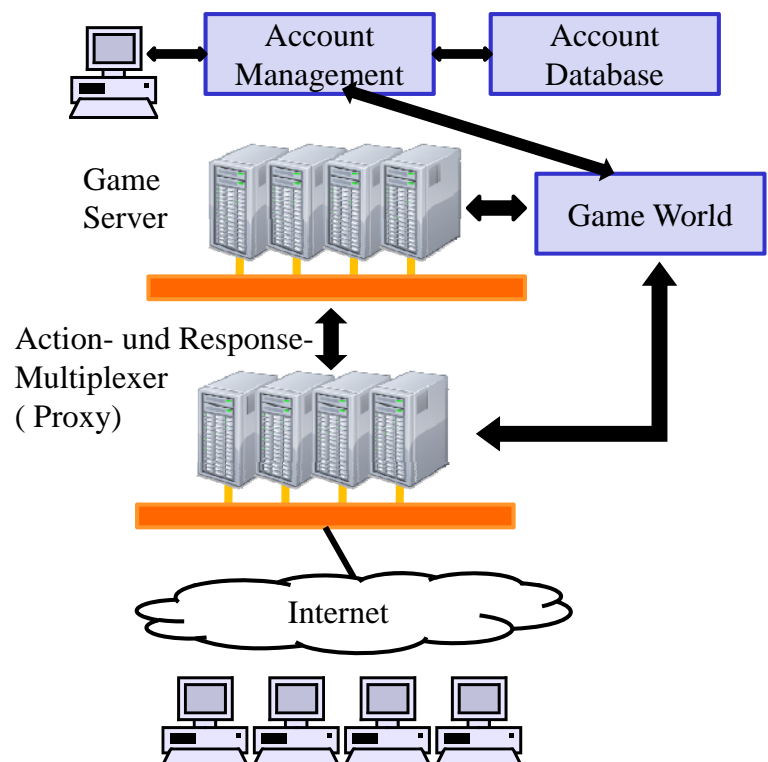 Account
Management
Account
Database
Game
Server
Game World
Action- und Response-
Multiplexer
( Proxy)
Internet